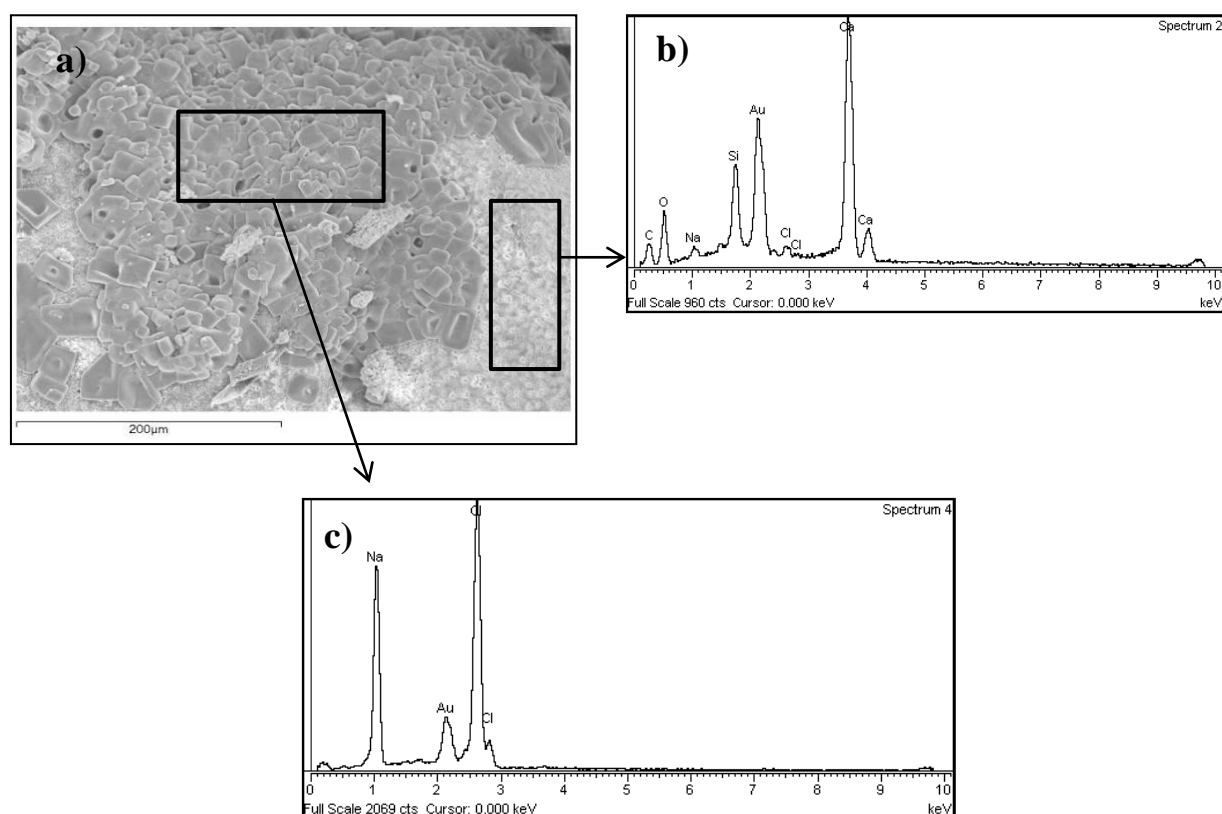 a)
200µm
b)
Spectrum 2
Ca
Au
Si
O
C
Na
Cl
Cl
Ca
0 1 2 3 4 5 6 7 8 9 10
Full Scale 960 cts Cursor: 0.000 keV
keV
c)
Spectrum 4
Cl
Na
Au
Cl
0 1 2 3 4 5 6 7 8 9 10
Full Scale 2069 cts Cursor: 0.000 keV
keV